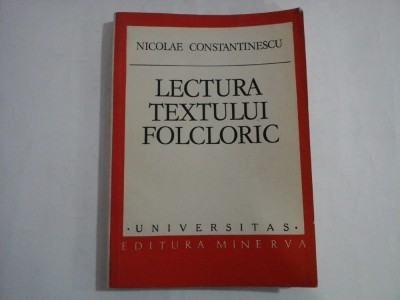 NICOLAE CONSTANTINESCU
LECTURA
TEXTULUI
FOLCLORIC
• UNIVERSITAS •
EDITURA MINERVA